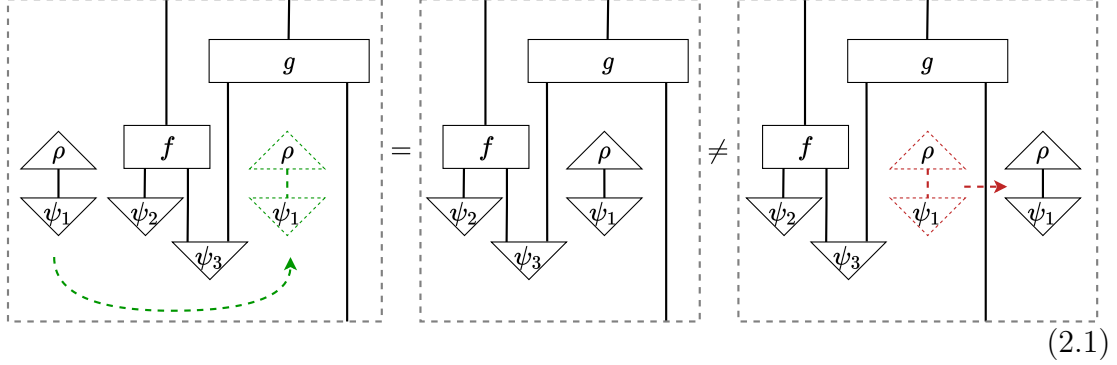 g g g
ρ f ρ = f ρ ≠ f ρ ρ
ψ₁ ψ₂ ψ₁ ψ₂ ψ₁ ψ₂ ψ₁ ψ₁
ψ₃ ψ₃ ψ₃
(2.1)